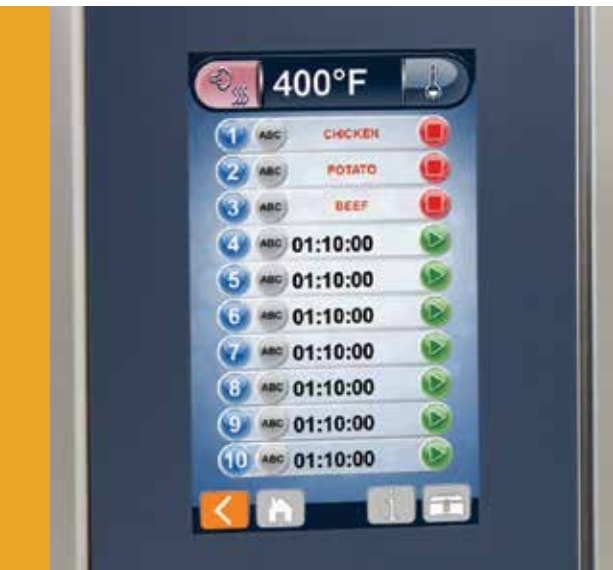 400°F
1 ABC CHICKEN
2 ABC POTATO
3 ABC BEEF
4 ABC 01:10:00
5 ABC 01:10:00
6 ABC 01:10:00
7 ABC 01:10:00
8 ABC 01:10:00
9 ABC 01:10:00
10 ABC 01:10:00
i